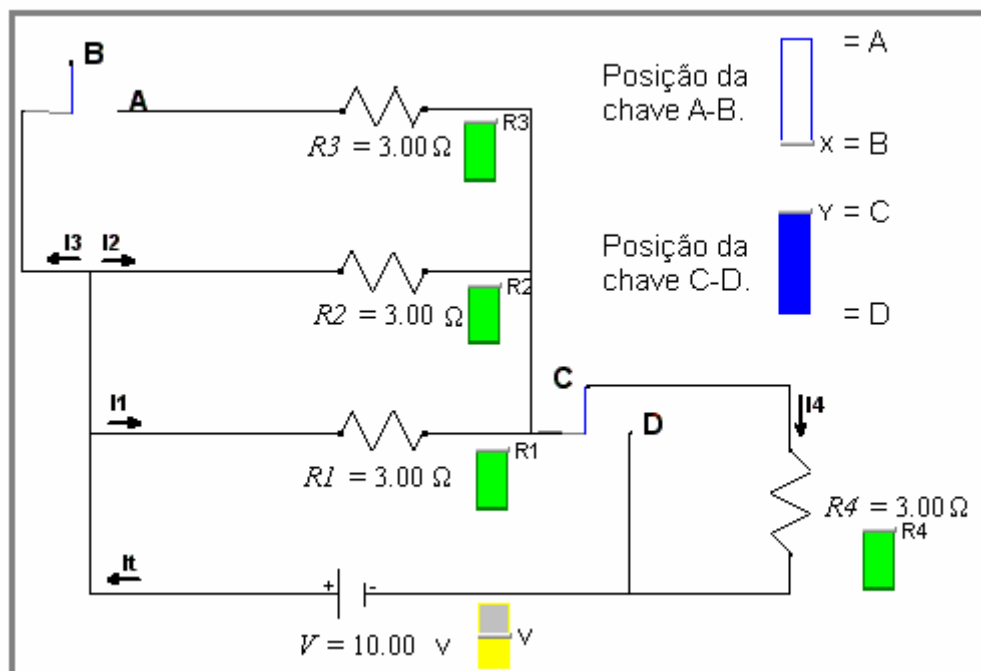 B
A
R3 = 3.00 Ω
R3
Posição da
chave A-B.
= A
x = B
Posição da
chave C-D.
Y = C
= D
I3 I2
R2 = 3.00 Ω
R2
C
D
I4
I1
R1 = 3.00 Ω
R1
R4 = 3.00 Ω
R4
It
+ -
V = 10.00 V
V